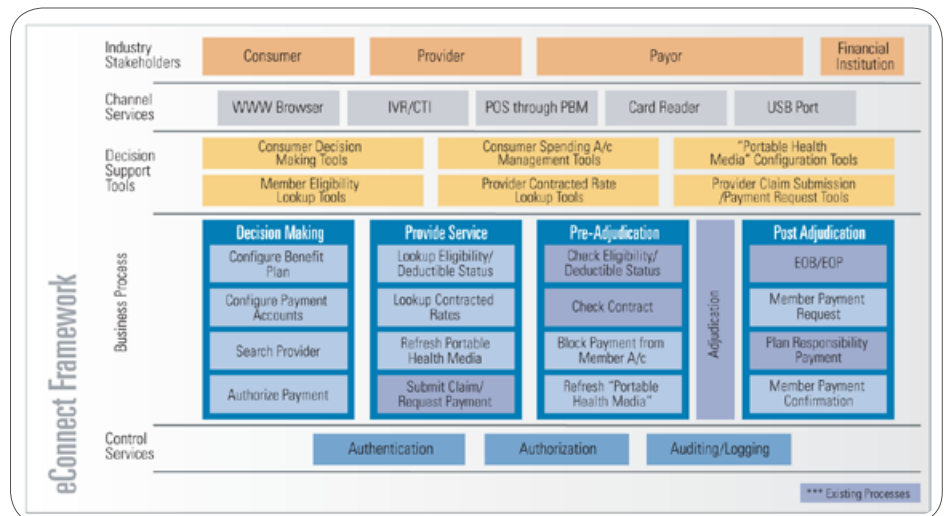 Industry
Stakeholders
Consumer
Provider
Payor
Financial
Institution
Channel
Services
WWW Browser
IVR/CTI
POS through PBM
Card Reader
USB Port
Decision
Support
Tools
Consumer Decision
Making Tools
Consumer Spending A/c
Management Tools
"Portable Health
Media" Configuration Tools
Member Eligibility
Lookup Tools
Provider Contracted Rate
Lookup Tools
Provider Claim Submission
/Payment Request Tools
eConnect Framework
Business Process
Decision Making
Configure Benefit
Plan
Configure Payment
Accounts
Search Provider
Authorize Payment
Provide Service
Lookup Eligibility/
Deductible Status
Lookup Contracted
Rates
Refresh Portable
Health Media
Submit Claim/
Request Payment
Pre-Adjudication
Check Eligibility/
Deductible Status
Check Contract
Block Payment from
Member A/c
Refresh "Portable
Health Media"
Adjudication
Post Adjudication
EOB/EOP
Member Payment
Request
Plan Responsibility
Payment
Member Payment
Confirmation
Control
Services
Authentication
Authorization
Auditing/Logging
*** Existing Processes